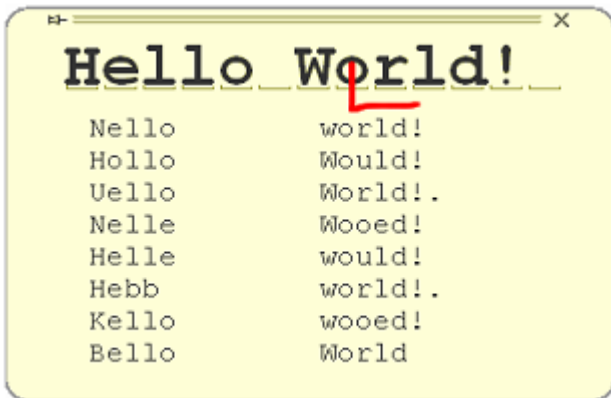 Hello World!
Nello world!
Hollo Would!
Uello World!.
Nelle Wooed!
Helle would!
Hebb world!.
Kello wooed!
Bello World